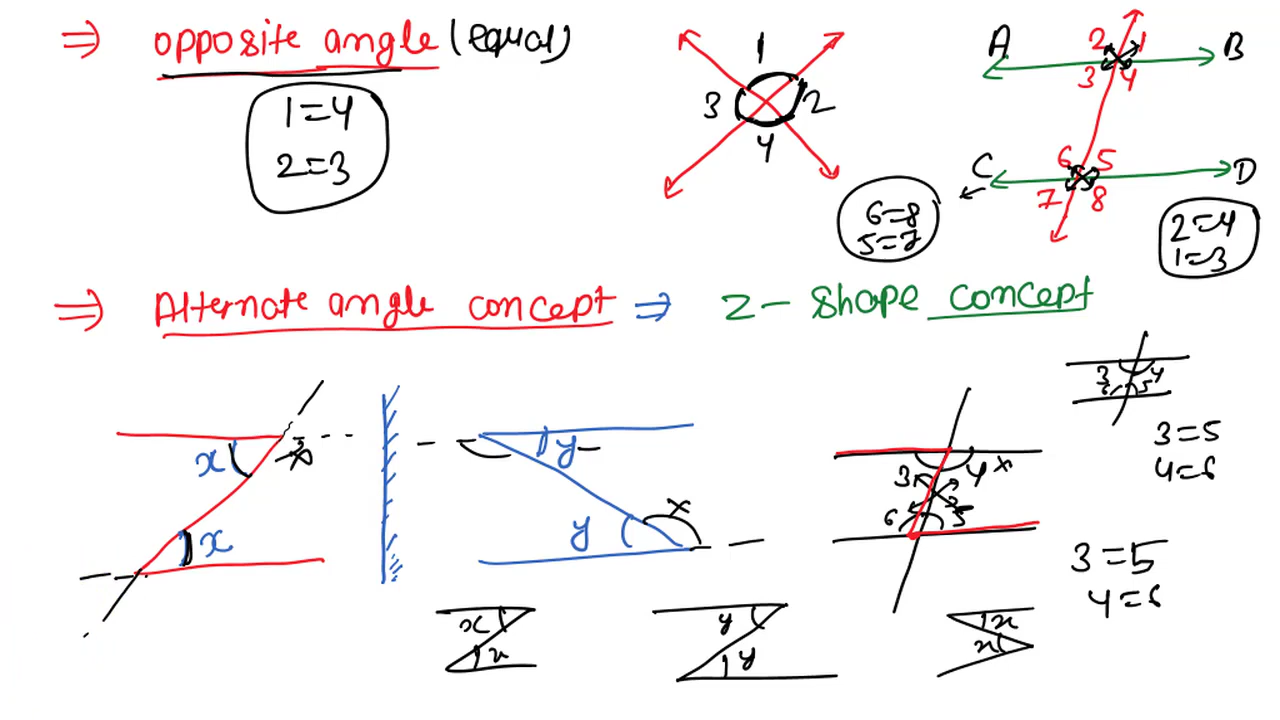 ⇒ opposite angle (equal)
1=4
2=3
1
3 2
4
A 2 1 B
3 4
C 6 5 D
7 8
6=8
5=7
2=4
1=3
⇒ Alternate angle concept ⇒ Z- Shape concept
3 4
6 5
3=5
4=6
x
x
y
y
x
3 4 x
6 5
3=5
4=6
x
x
y
y
x
x